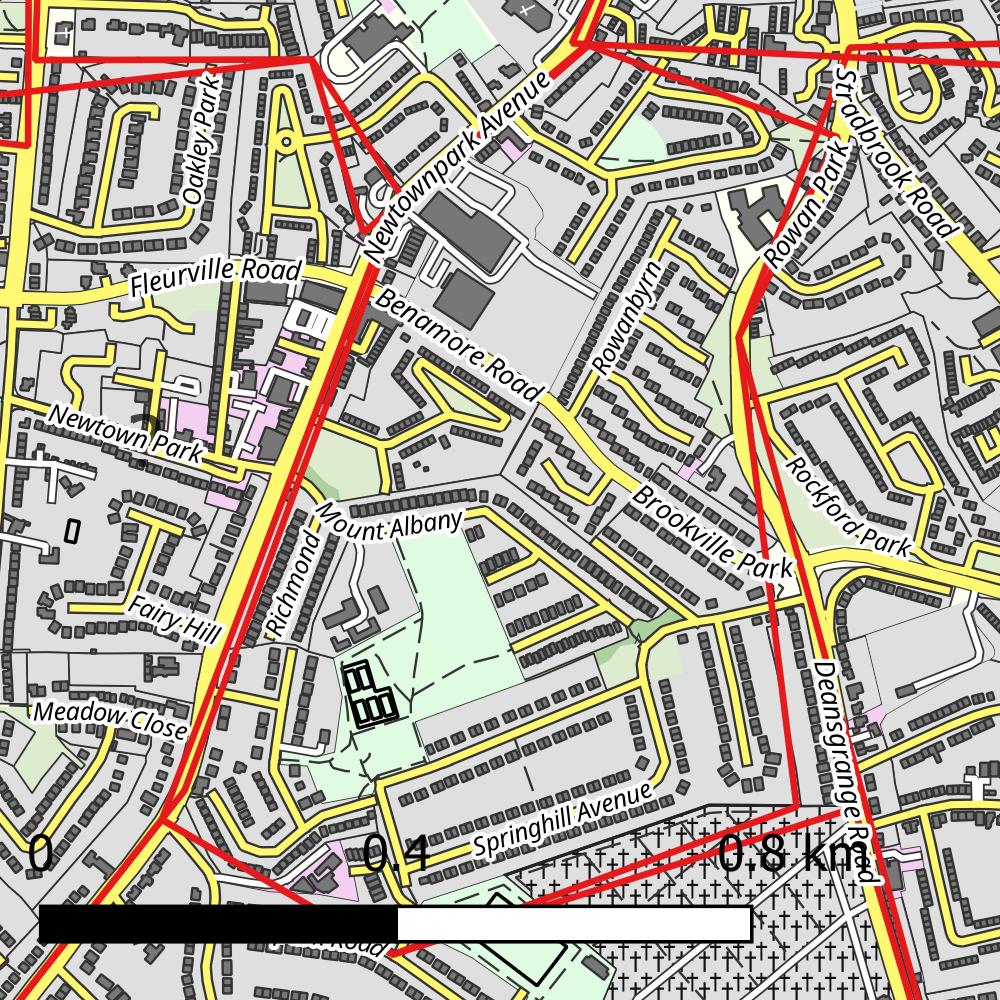 Oakley Park
Newtownpark Avenue
Stradbrook Road
Rowan Park
Fleurville Road
Benamore Road
Rowanbyrn
Newtown Park
Rockford Park
Brookville Park
Mount Albany
Richmond
Fairy Hill
Meadow Close
Deansgrange Road
Springhill Avenue
0
0.4
0.8 km
Road